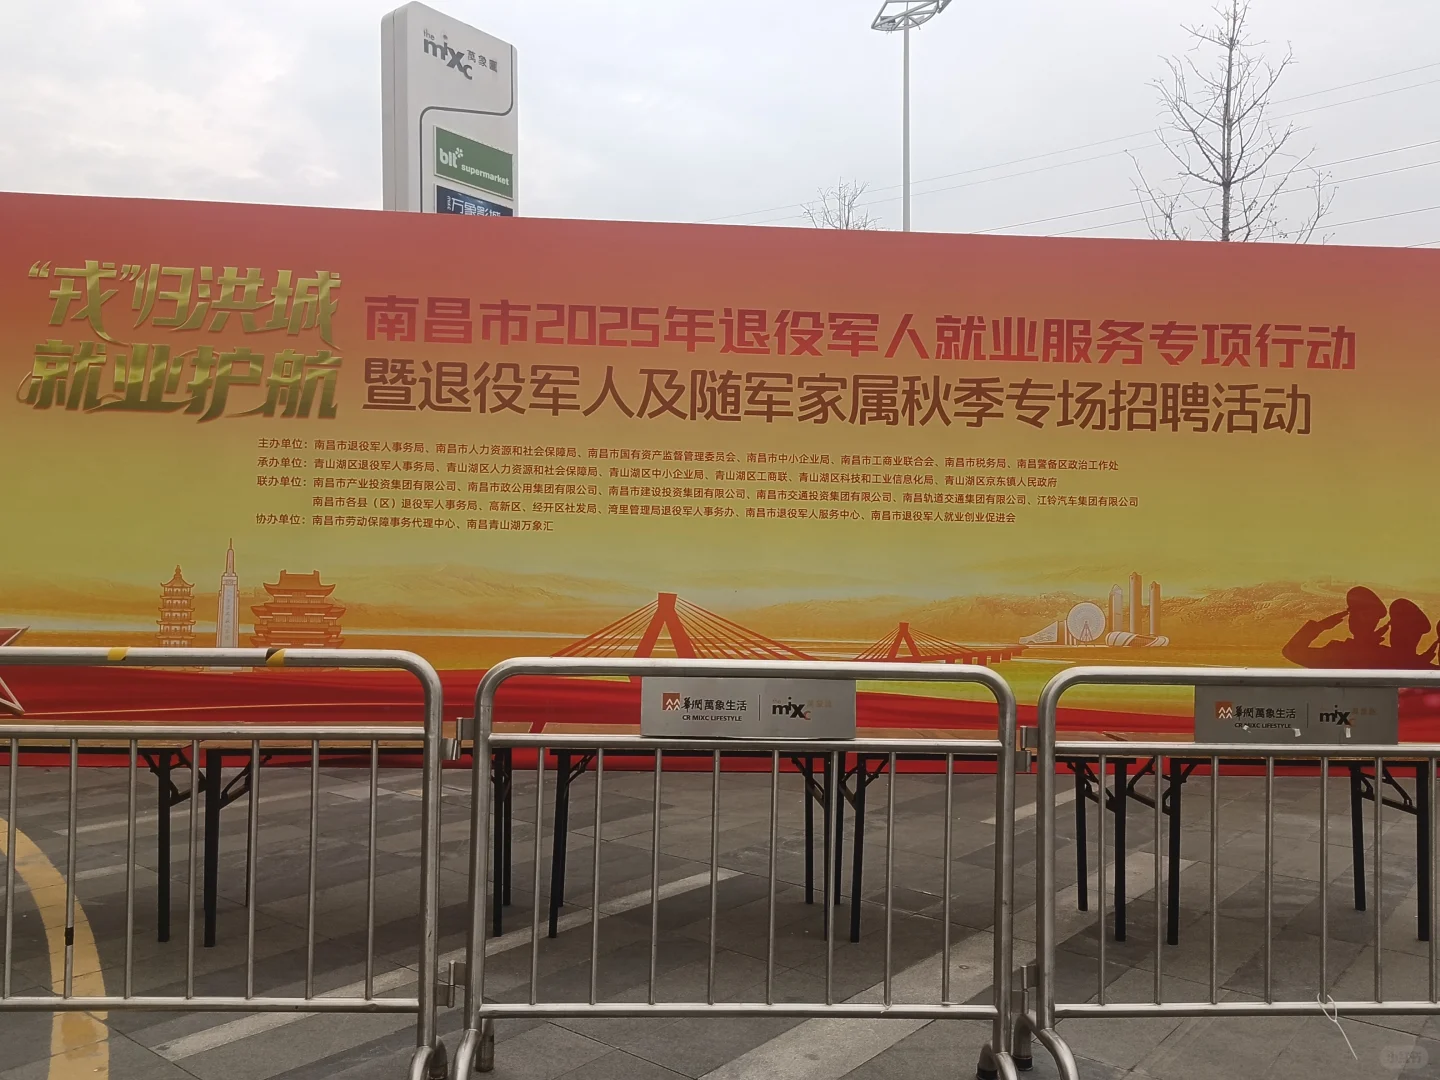 the
mixc
萬象匯
blt
supermarket
万象影城
“戎”归洪城
就业护航
南昌市2025年退役军人就业服务专项行动
暨退役军人及随军家属秋季专场招聘活动
主办单位：南昌市退役军人事务局、南昌市人力资源和社会保障局、南昌市国有资产监督管理委员会、南昌市中小企业局、南昌市工商业联合会、南昌市税务局、南昌警备区政治工作处
承办单位：青山湖区退役军人事务局、青山湖区人力资源和社会保障局、青山湖区中小企业局、青山湖区工商联、青山湖区科技和工业信息化局、青山湖区京东镇人民政府
联办单位：南昌市产业投资集团有限公司、南昌市政公用集团有限公司、南昌市建设投资集团有限公司、南昌市交通投资集团有限公司、南昌轨道交通集团有限公司、江铃汽车集团有限公司
南昌市各县（区）退役军人事务局、高新区、经开区社发局、湾里管理局退役军人事务办、南昌市退役军人服务中心、南昌市退役军人就业创业促进会
协办单位：南昌市劳动保障事务代理中心、南昌青山湖万象汇
華潤萬象生活
CR MIXC LIFESTYLE
mixc
華潤萬象生活
CR MIXC LIFESTYLE
mixc